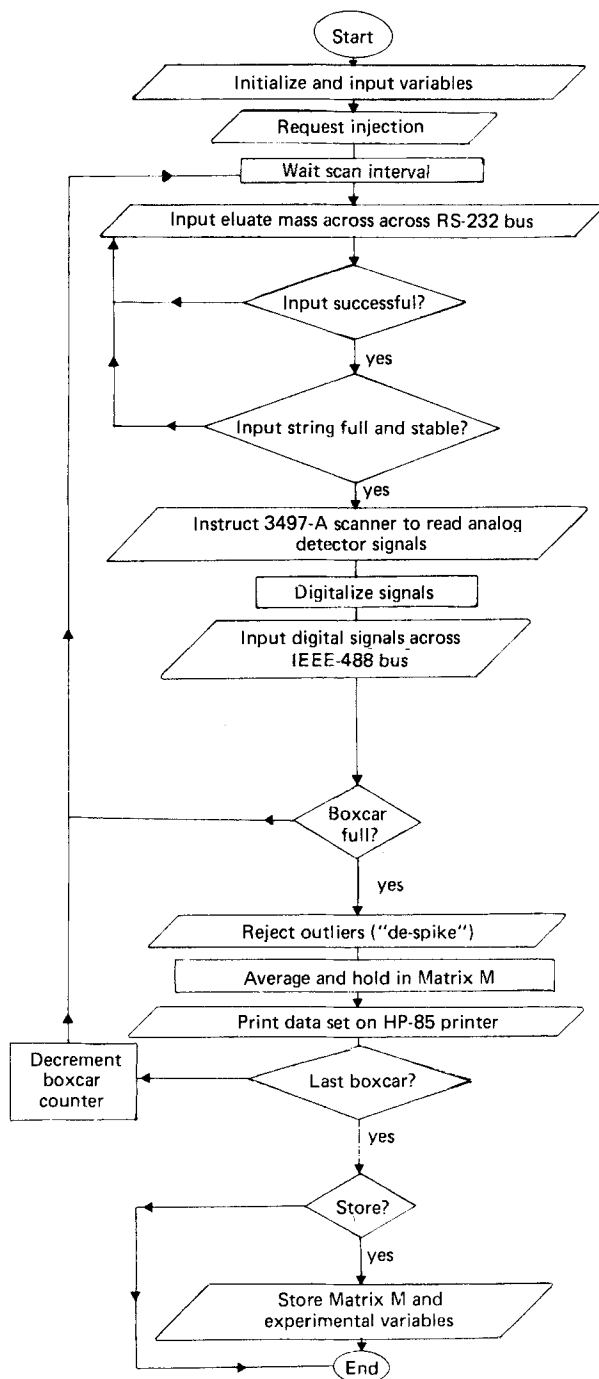 Start
Initialize and input variables
Request injection
Wait scan interval
Input eluate mass across across RS-232 bus
Input successful?
yes
Input string full and stable?
yes
Instruct 3497-A scanner to read analog
detector signals
Digitalize signals
Input digital signals across
IEEE-488 bus
Boxcar
full?
yes
Reject outliers ("de-spike")
Average and hold in Matrix M
Print data set on HP-85 printer
Decrement
boxcar
counter
Last boxcar?
yes
Store?
yes
Store Matrix M and
experimental variables
End